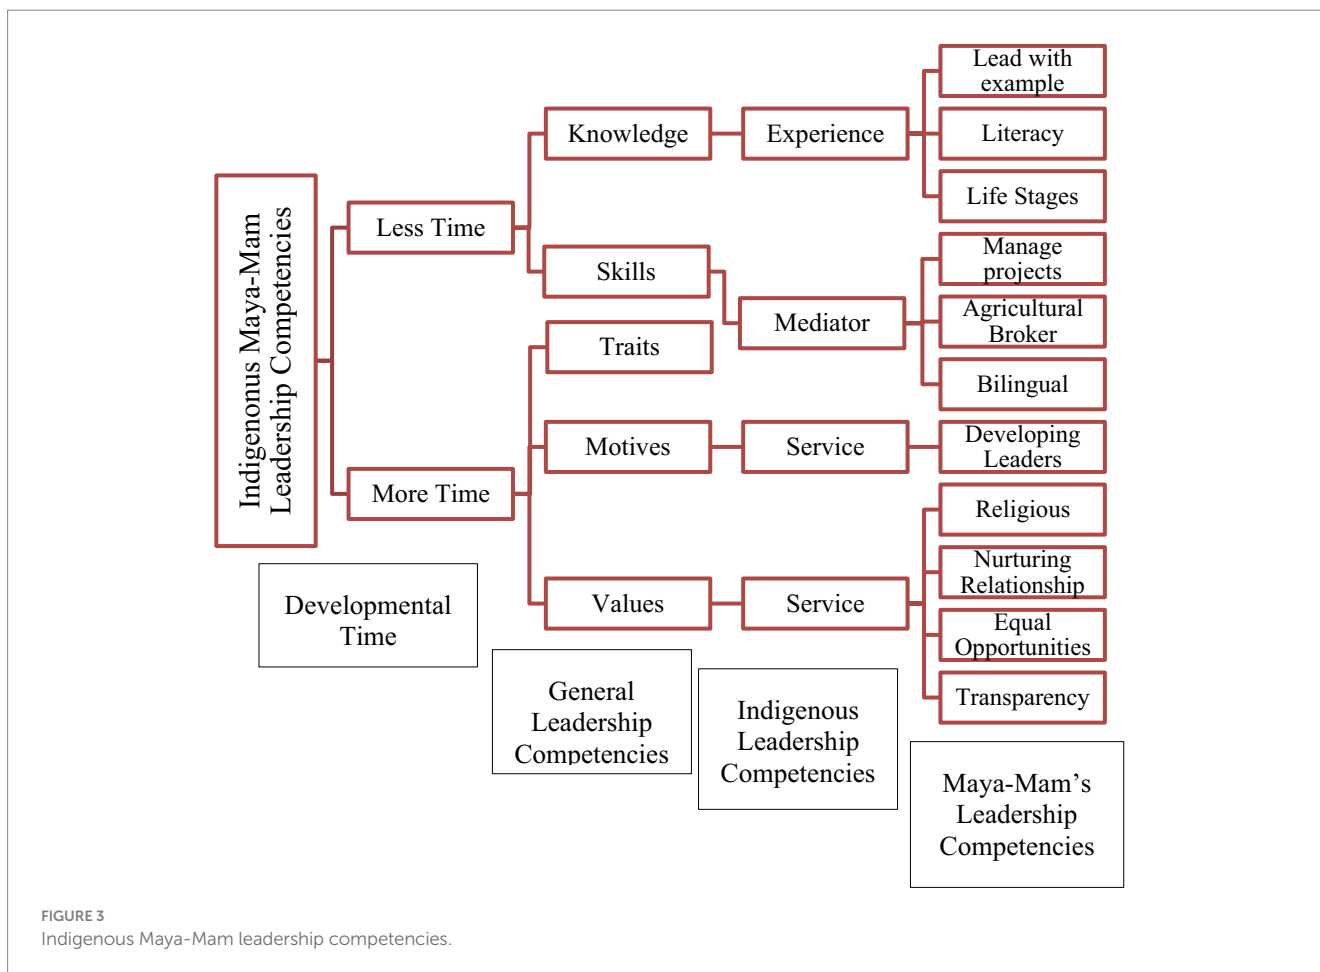 Indigenonus Maya-Mam
Leadership Competencies
Less Time
More Time
Knowledge
Skills
Traits
Motives
Values
Experience
Mediator
Service
Service
Lead with
example
Literacy
Life Stages
Manage
projects
Agricultural
Broker
Bilingual
Developing
Leaders
Religious
Nurturing
Relationship
Equal
Opportunities
Transparency
Developmental
Time
General
Leadership
Competencies
Indigenous
Leadership
Competencies
Maya-Mam’s
Leadership
Competencies
FIGURE 3
Indigenous Maya-Mam leadership competencies.